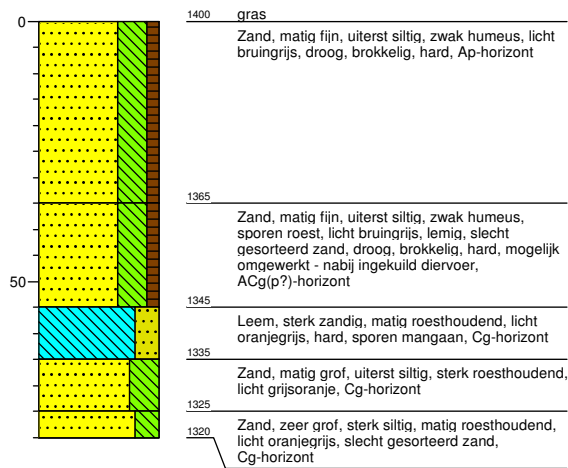 0
50
1400
gras
Zand, matig fijn, uiterst siltig, zwak humeus, licht
bruingrijs, droog, brokkelig, hard, Ap-horizont
1365
Zand, matig fijn, uiterst siltig, zwak humeus,
sporen roest, licht bruingrijs, lemig, slecht
gesorteerd zand, droog, brokkelig, hard, mogelijk
omgewerkt - nabij ingekuild diervoer,
ACg(p?)-horizont
1345
Leem, sterk zandig, matig roesthoudend, licht
oranjegrijs, hard, sporen mangaan, Cg-horizont
1335
Zand, matig grof, uiterst siltig, sterk roesthoudend,
licht grijsoranje, Cg-horizont
1325
Zand, zeer grof, sterk siltig, matig roesthoudend,
licht oranjegrijs, slecht gesorteerd zand,
Cg-horizont
1320